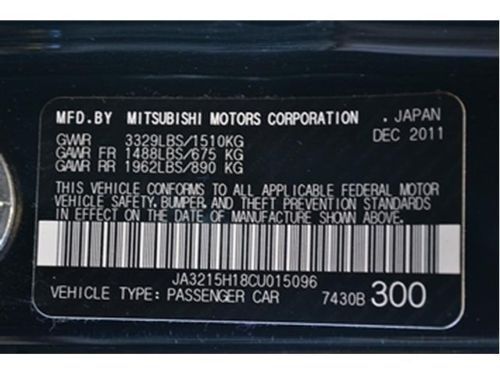 MFD.BY MITSUBISHI MOTORS CORPORATION . JAPAN
DEC 2011
GVWR 3329LBS/1510KG
GAWR FR 1488LBS/675 KG
GAWR RR 1962LBS/890 KG
THIS VEHICLE CONFORMS TO ALL APPLICABLE FEDERAL MOTOR
VEHICLE SAFETY, BUMPER, AND THEFT PREVENTION STANDARDS
IN EFFECT ON THE DATE OF MANUFACTURE SHOWN ABOVE.
JA3215H18CU015096
VEHICLE TYPE: PASSENGER CAR 7430B 300